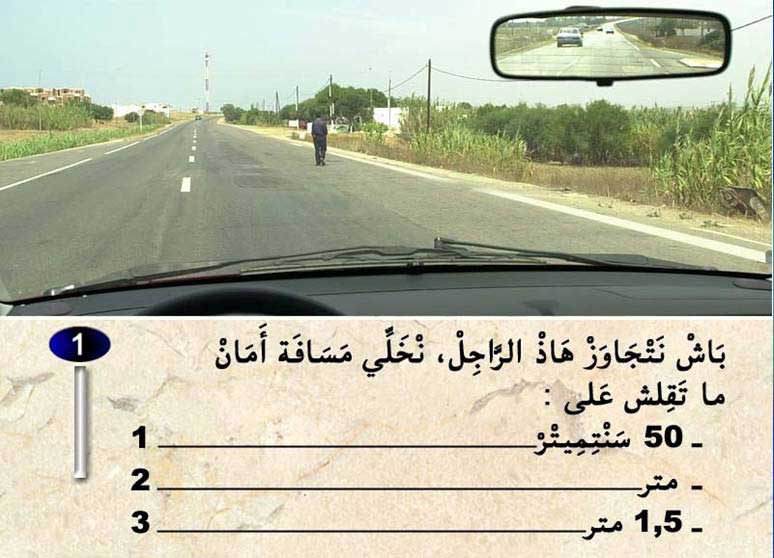 1
بَاشْ نَتْجَاوَزْ هَاذْ الرَّاجِلْ، نْخَلِّي مَسَافَة أَمَانْ
ما تَقِلش عَلى :
ـ 50 سَنْتِمِيتْرْ 1
ـ متر 2
ـ 1,5 متر 3